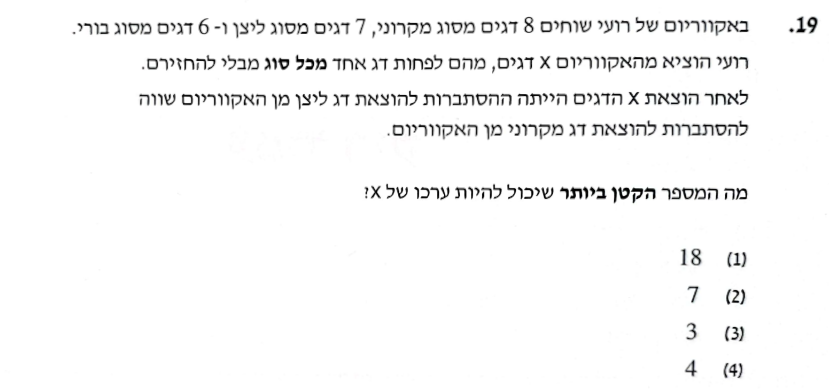 19. באקווריום של רועי שוחים 8 דגים מסוג מקרוני, 7 דגים מסוג ליצן ו- 6 דגים מסוג בורי.
רועי הוציא מהאקווריום X דגים, מהם לפחות דג אחד מכל סוג מבלי להחזירם.
לאחר הוצאת X הדגים הייתה ההסתברות להוצאת דג ליצן מן האקווריום שווה
להסתברות להוצאת דג מקרוני מן האקווריום.
מה המספר הקטן ביותר שיכול להיות ערכו של X?
(1) 18
(2) 7
(3) 3
(4) 4